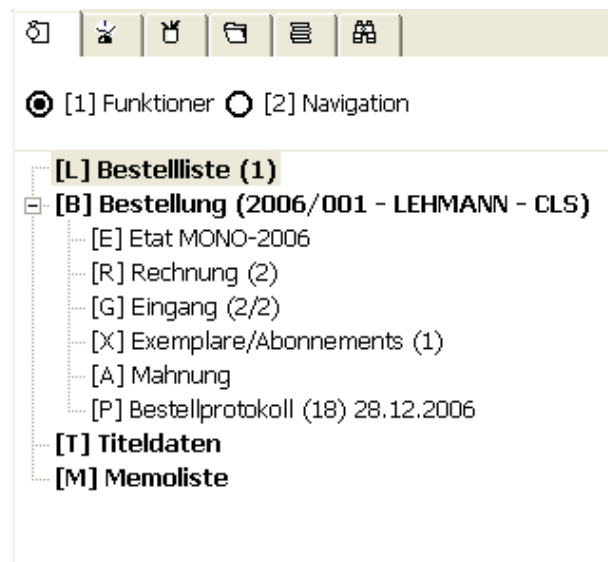 [1] Funktioner [2] Navigation
[L] Bestellliste (1)
[B] Bestellung (2006/001 - LEHMANN - CLS)
[E] Etat MONO-2006
[R] Rechnung (2)
[G] Eingang (2/2)
[X] Exemplare/Abonnements (1)
[A] Mahnung
[P] Bestellprotokoll (18) 28.12.2006
[T] Titeldaten
[M] Memoliste